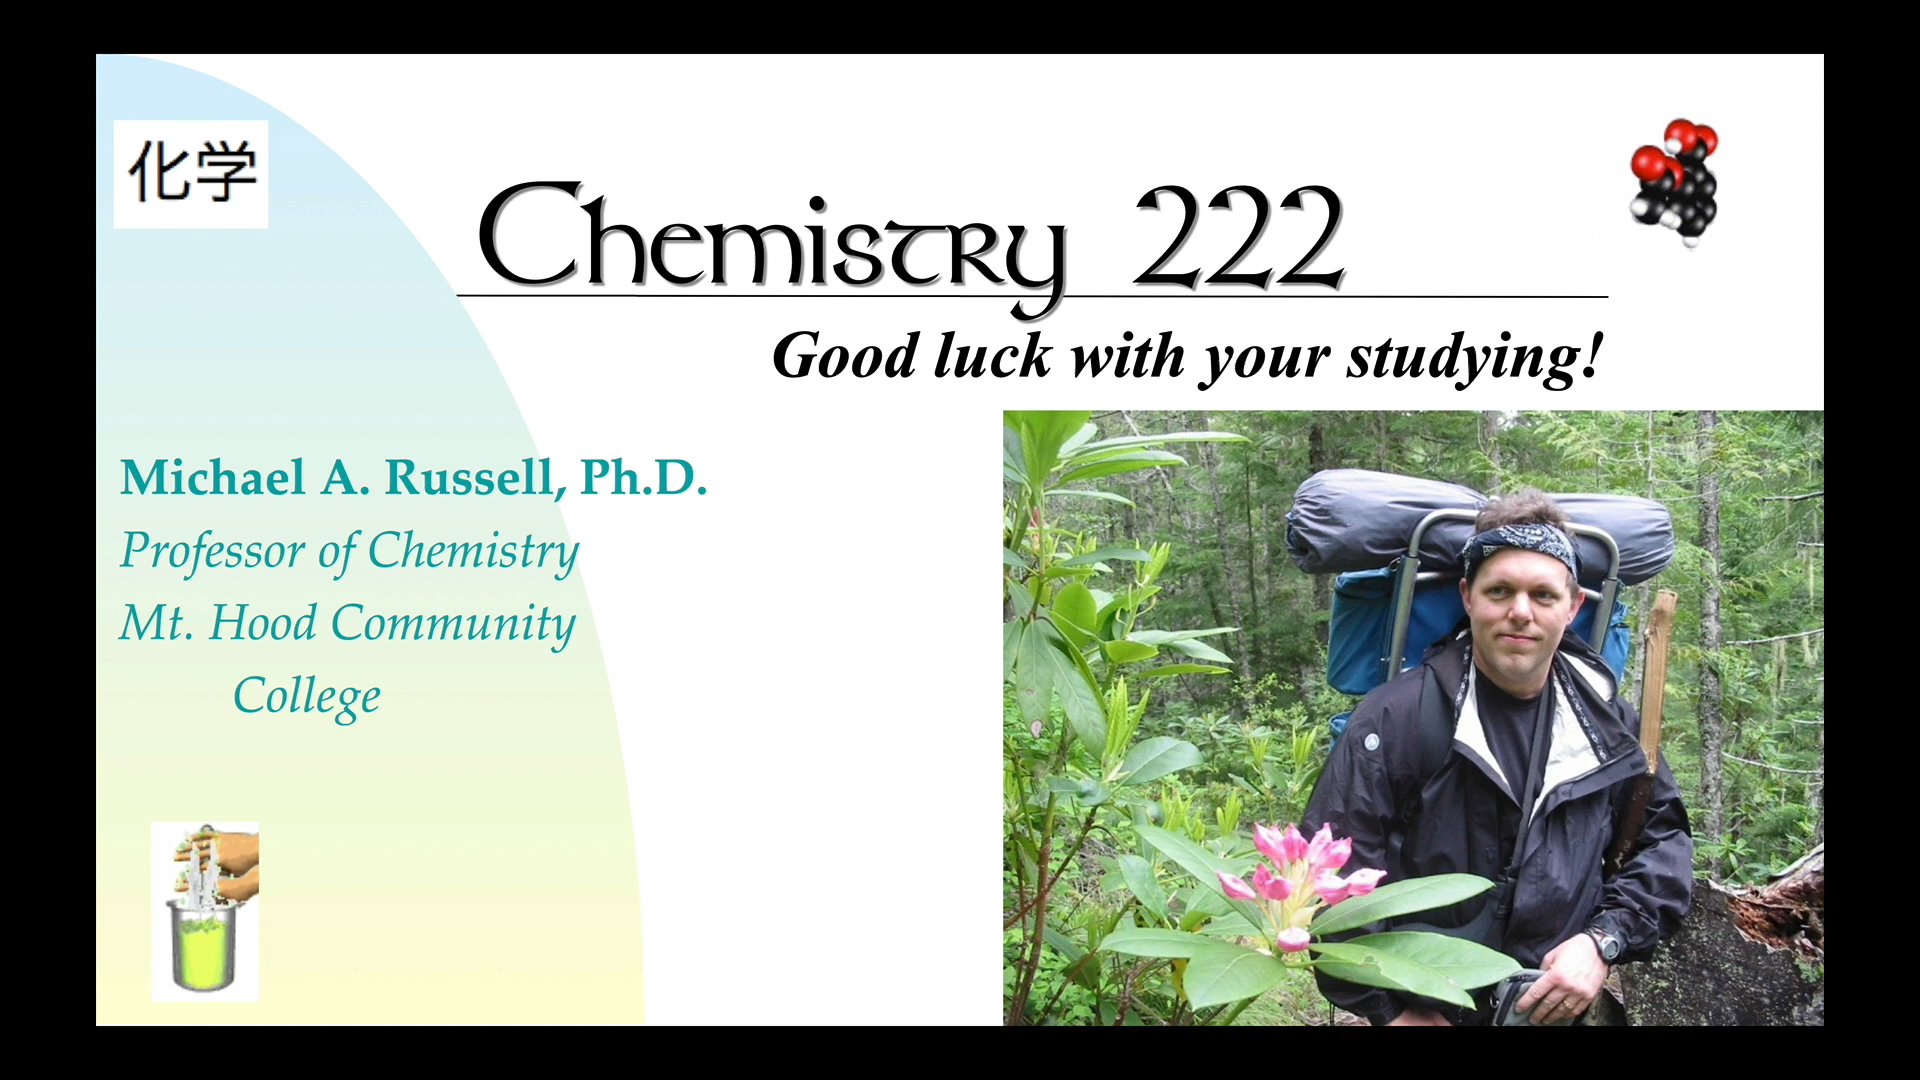 化学
Chemistry 222
Good luck with your studying!
Michael A. Russell, Ph.D.
Professor of Chemistry
Mt. Hood Community
College